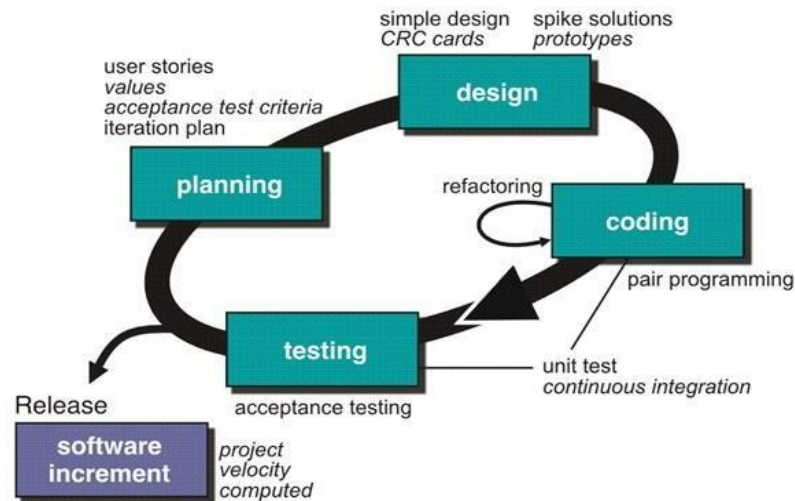 simple design
CRC cards
spike solutions
prototypes
design
user stories
values
acceptance test criteria
iteration plan
planning
refactoring
coding
pair programming
testing
unit test
continuous integration
acceptance testing
Release
software
increment
project
velocity
computed